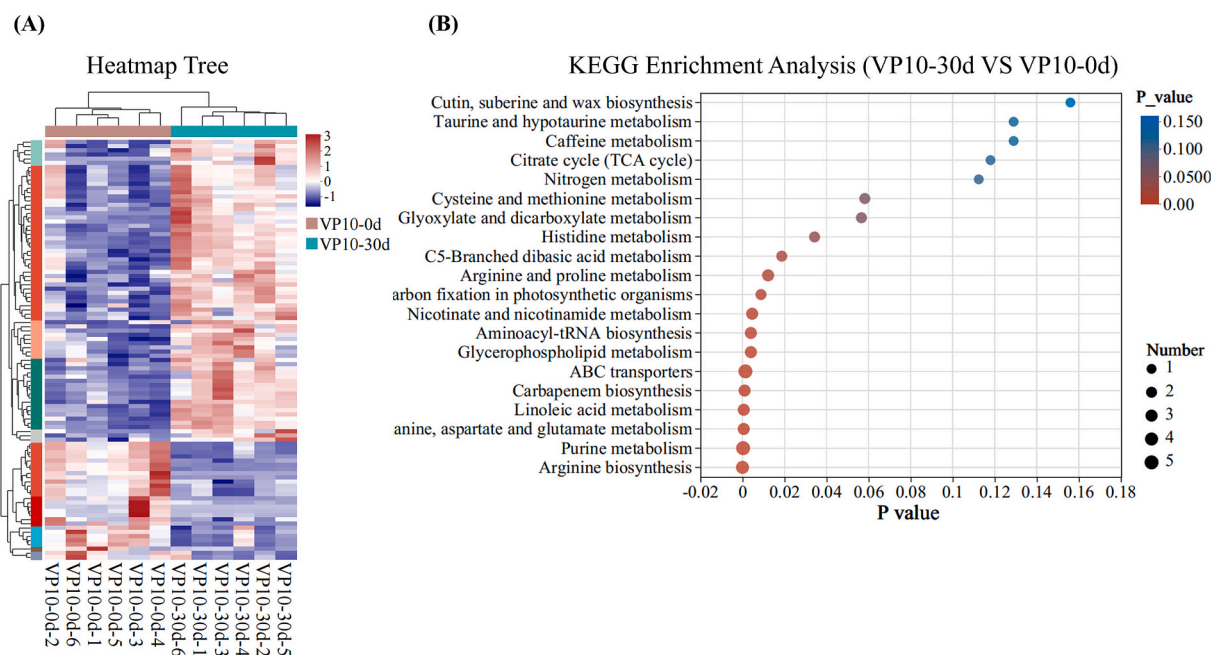 (A)
Heatmap Tree
3
2
1
0
-1
VP10-0d
VP10-30d
VP10-0d-2
VP10-0d-6
VP10-0d-1
VP10-0d-5
VP10-0d-3
VP10-0d-4
VP10-30d-6
VP10-30d-1
VP10-30d-3
VP10-30d-4
VP10-30d-2
VP10-30d-5
(B)
KEGG Enrichment Analysis (VP10-30d VS VP10-0d)
Cutin, suberine and wax biosynthesis
Taurine and hypotaurine metabolism
Caffeine metabolism
Citrate cycle (TCA cycle)
Nitrogen metabolism
Cysteine and methionine metabolism
Glyoxylate and dicarboxylate metabolism
Histidine metabolism
C5-Branched dibasic acid metabolism
Arginine and proline metabolism
arbon fixation in photosynthetic organisms
Nicotinate and nicotinamide metabolism
Aminoacyl-tRNA biosynthesis
Glycerophospholipid metabolism
ABC transporters
Carbapenem biosynthesis
Linoleic acid metabolism
anine, aspartate and glutamate metabolism
Purine metabolism
Arginine biosynthesis
-0.02 0 0.02 0.04 0.06 0.08 0.1 0.12 0.14 0.16 0.18
P value
P_value
0.150
-0.100
0.0500
0.00
Number
1
2
3
4
5